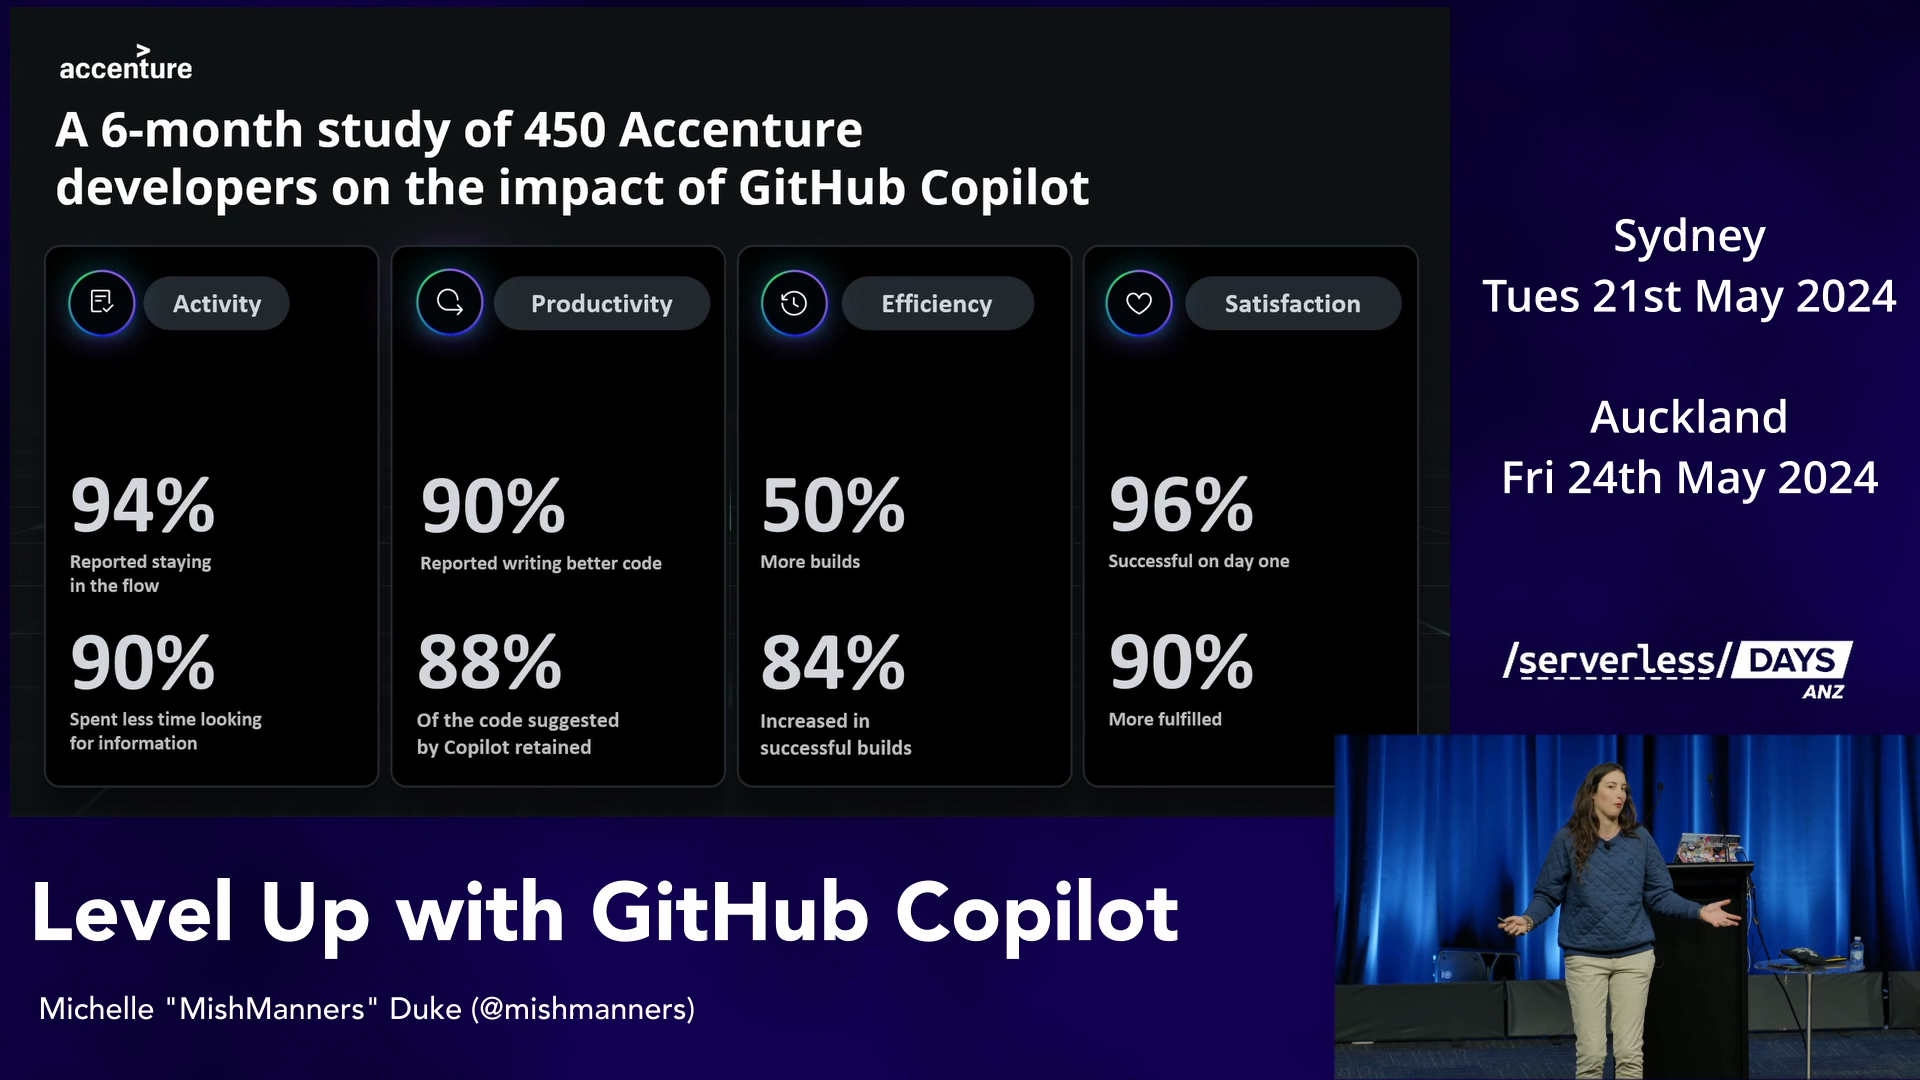 accenture
A 6-month study of 450 Accenture
developers on the impact of GitHub Copilot
Activity
94%
Reported staying
in the flow
90%
Spent less time looking
for information
Productivity
90%
Reported writing better code
88%
Of the code suggested
by Copilot retained
Efficiency
50%
More builds
84%
Increased in
successful builds
Satisfaction
96%
Successful on day one
90%
More fulfilled
Sydney
Tues 21st May 2024
Auckland
Fri 24th May 2024
/serverless/DAYS
ANZ
Level Up with GitHub Copilot
Michelle "MishManners" Duke (@mishmanners)